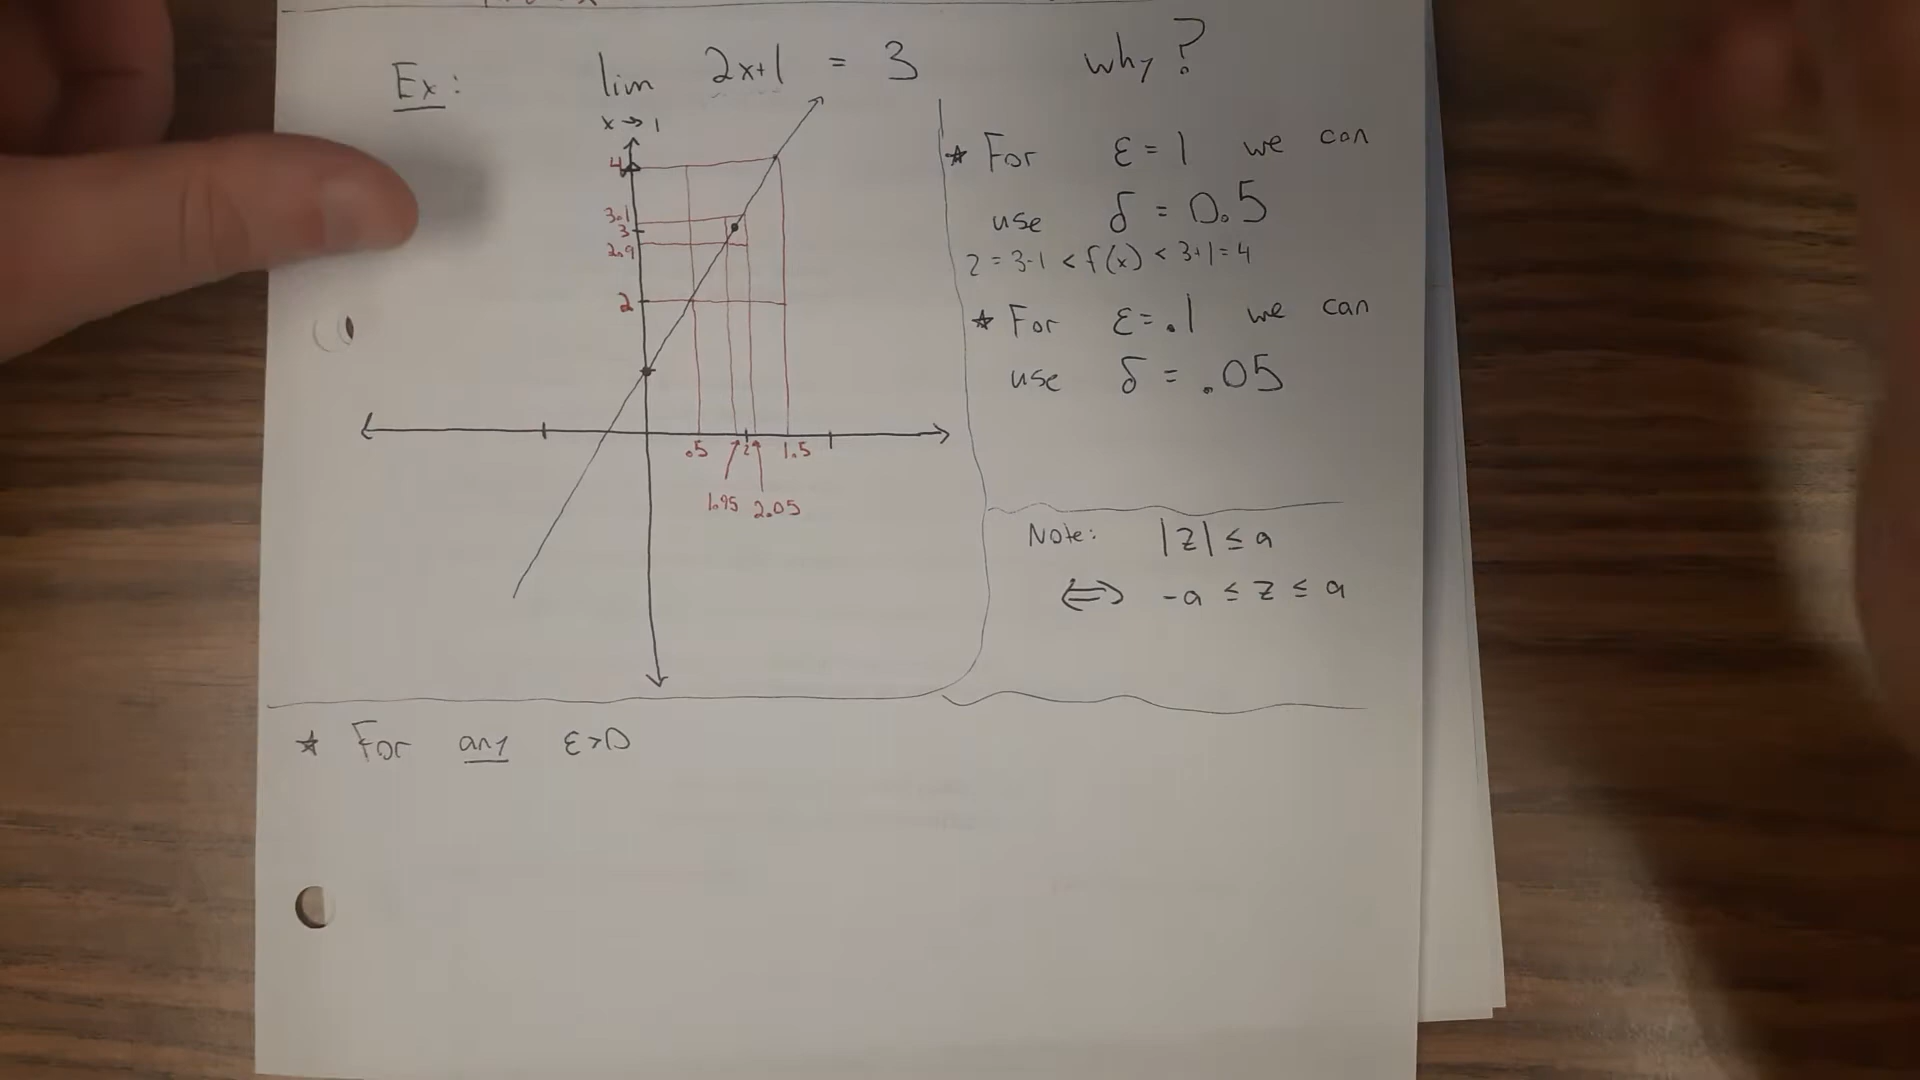 Ex: lim 2x+1 = 3 why?
x→1
4
3.1
3
2.9
2
.5 1.5
1.95 2.05
* For ε = 1 we can
use δ = 0.5
2 = 3-1 < f(x) < 3+1 = 4
* For ε = .1 we can
use δ = .05
Note: |z| ≤ a
⟺ -a ≤ z ≤ a
* For any ε>0